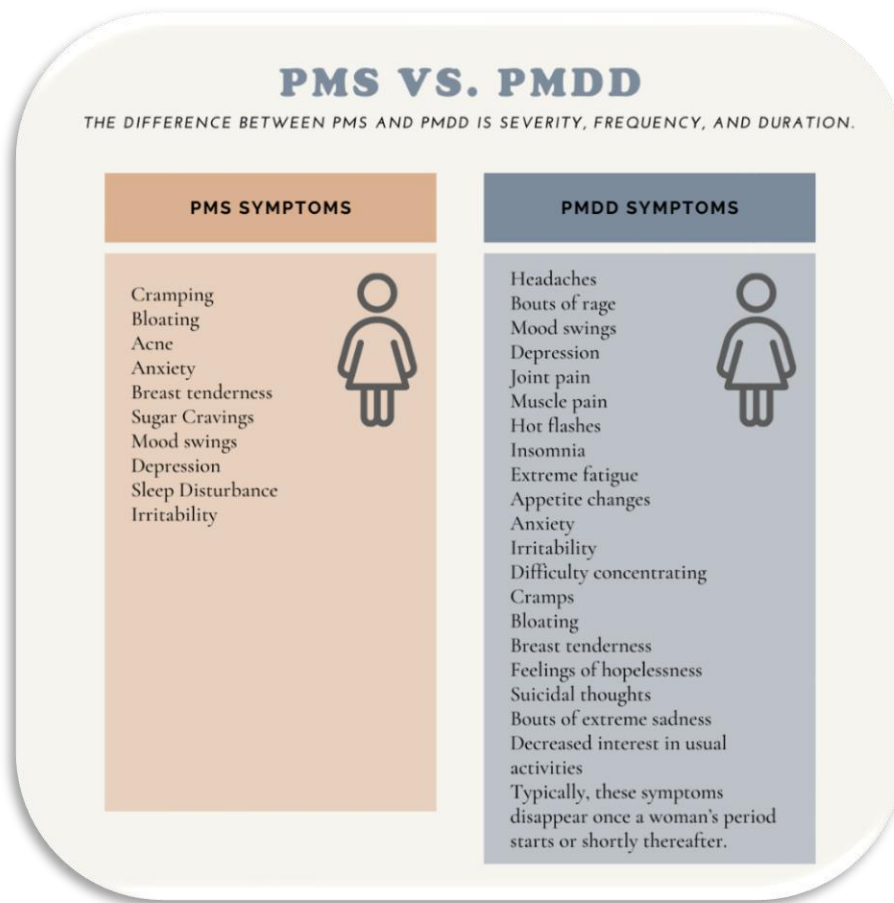 PMS VS. PMDD
THE DIFFERENCE BETWEEN PMS AND PMDD IS SEVERITY, FREQUENCY, AND DURATION.
PMS SYMPTOMS
Cramping
Bloating
Acne
Anxiety
Breast tenderness
Sugar Cravings
Mood swings
Depression
Sleep Disturbance
Irritability
PMDD SYMPTOMS
Headaches
Bouts of rage
Mood swings
Depression
Joint pain
Muscle pain
Hot flashes
Insomnia
Extreme fatigue
Appetite changes
Anxiety
Irritability
Difficulty concentrating
Cramps
Bloating
Breast tenderness
Feelings of hopelessness
Suicidal thoughts
Bouts of extreme sadness
Decreased interest in usual
activities
Typically, these symptoms
disappear once a woman's period
starts or shortly thereafter.